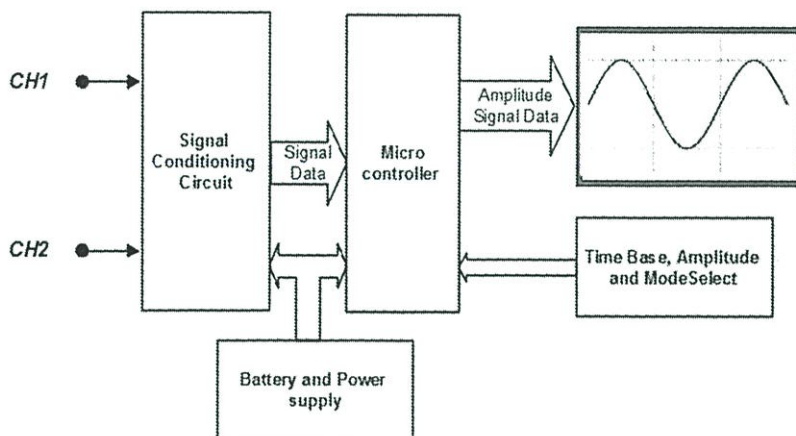 CH1
CH2
Signal
Conditioning
Circuit
Signal
Data
Micro
controller
Amplitude
Signal Data
Time Base, Amplitude
and ModeSelect
Battery and Power
supply